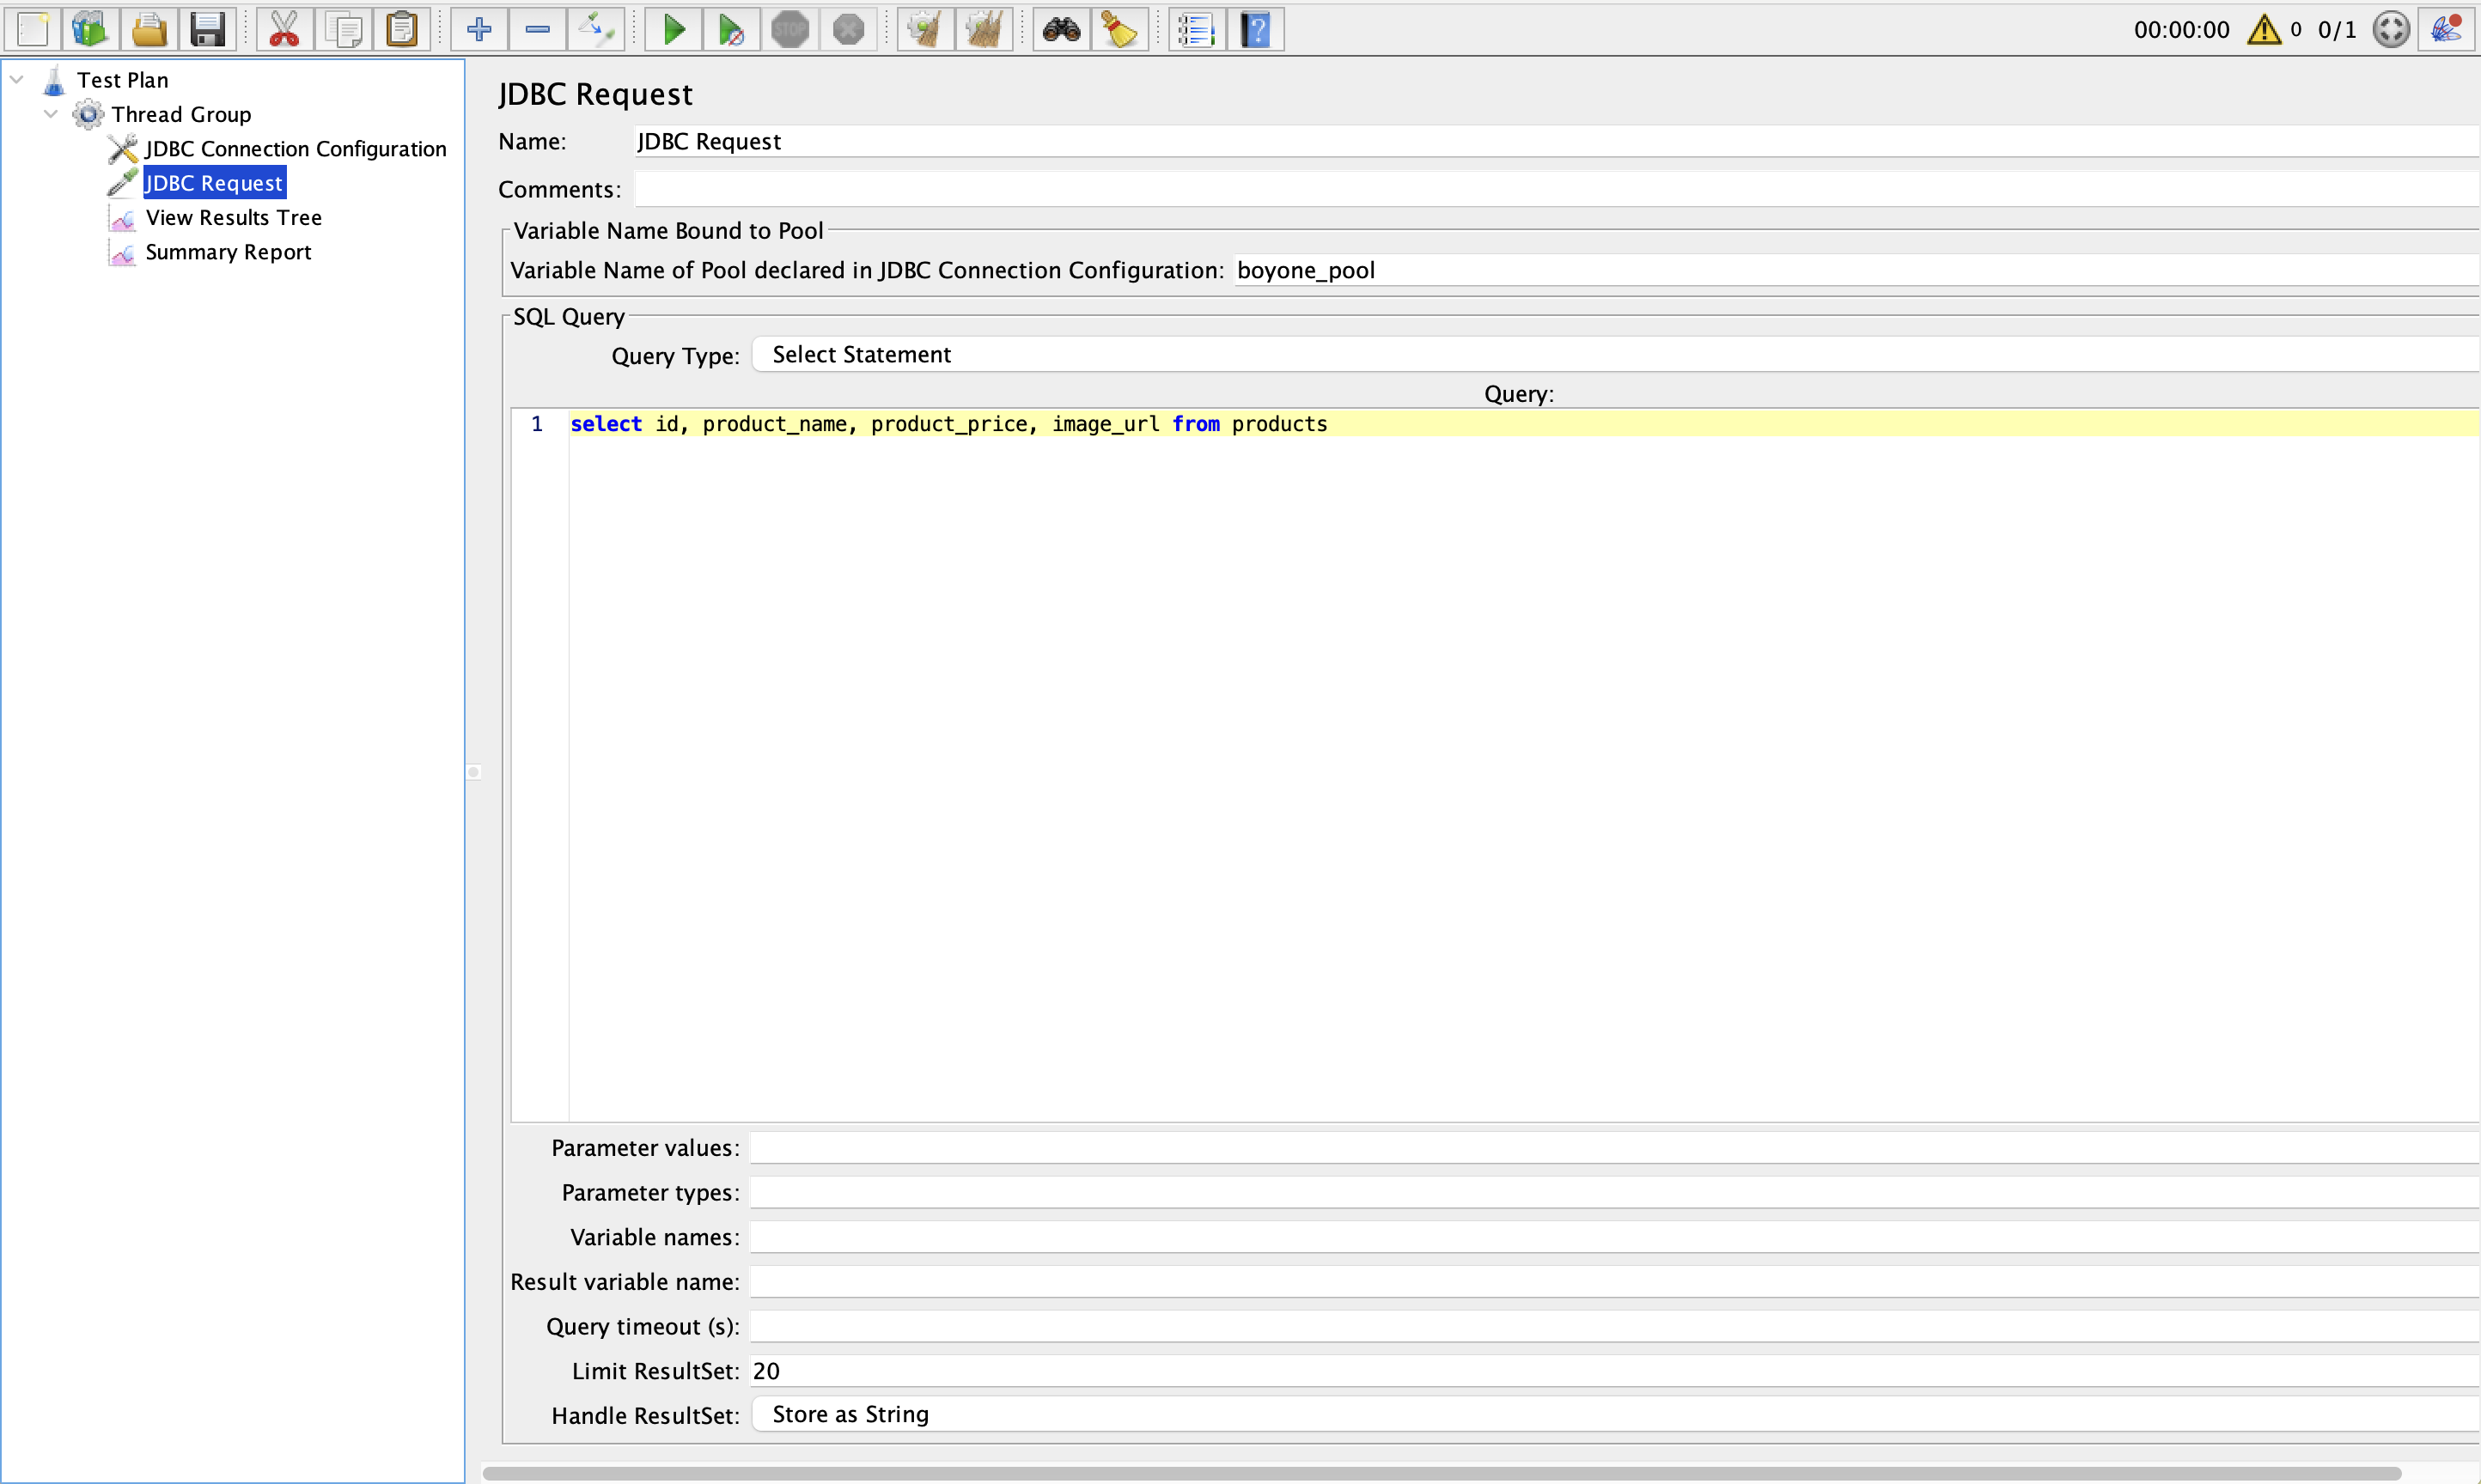 STOP
00:00:00
0
0/1
Test Plan
Thread Group
JDBC Connection Configuration
JDBC Request
View Results Tree
Summary Report
JDBC Request
Name: JDBC Request
Comments:
Variable Name Bound to Pool
Variable Name of Pool declared in JDBC Connection Configuration: boyone_pool
SQL Query
Query Type: Select Statement
Query:
1 select id, product_name, product_price, image_url from products
Parameter values:
Parameter types:
Variable names:
Result variable name:
Query timeout (s):
Limit ResultSet: 20
Handle ResultSet: Store as String